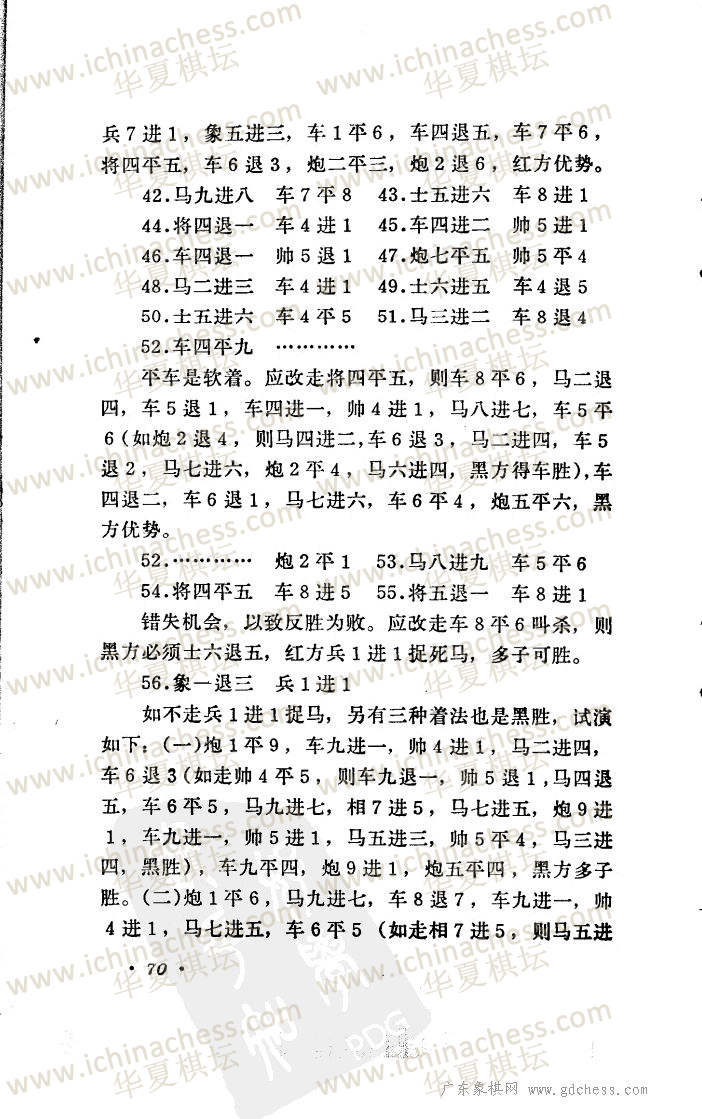 兵7进1，象五进三，车1平6，车四退五，车7平6，
将四平五，车6退3，炮二平三，炮2退6，红方优势。
42.马九进八 车7平8 43.士五进六 车8进1
44.将四退一 车4进1 45.车四进二 帅5进1
46.车四退一 帅5退1 47.炮七平五 帅5平4
48.马二进三 车4进1 49.士六进五 车4退5
50.士五进六 车4平5 51.马三进二 车8退4
52.车四平九 …………
平车是软着。应改走将四平五，则车8平6，马二退
四，车5退1，车四进一，帅4进1，马八进七，车5平
6(如炮2退4，则马四进二，车6退3，马二进四，车5
退2，马七进六，炮2平4，马六进四，黑方得车胜)，车
四退二，车6退1，马七进六，车6平4，炮五平六，黑
方优势。
52.………… 炮2平1 53.马八进九 车5平6
54.将四平五 车8进5 55.将五退一 车8进1
错失机会，以致反胜为败。应改走车8平6叫杀，则
黑方必须士六退五，红方兵1进1捉死马，多子可胜。
56.象一退三 兵1进1
如不走兵1进1捉马，另有三种着法也是黑胜，试演
如下：(一)炮1平9，车九进一，帅4进1，马二进四，
车6退3(如走帅4平5，则车九退一，帅5退1，马四退
五，车6平5，马九进七，相7进5，马七进五，炮9进
1，车九进一，帅5进1，马五进三，帅5平4，马三进
四，黑胜)，车九平四，炮9进1，炮五平四，黑方多子
胜。(二)炮1平6，马九进七，车8退7，车九进一，帅
4进1，马七进五，车6平5(如走相7进5，则马五进
·70·
www.ichinachess.com
华夏棋坛
PDG
广东象棋网 www.gdchess.com